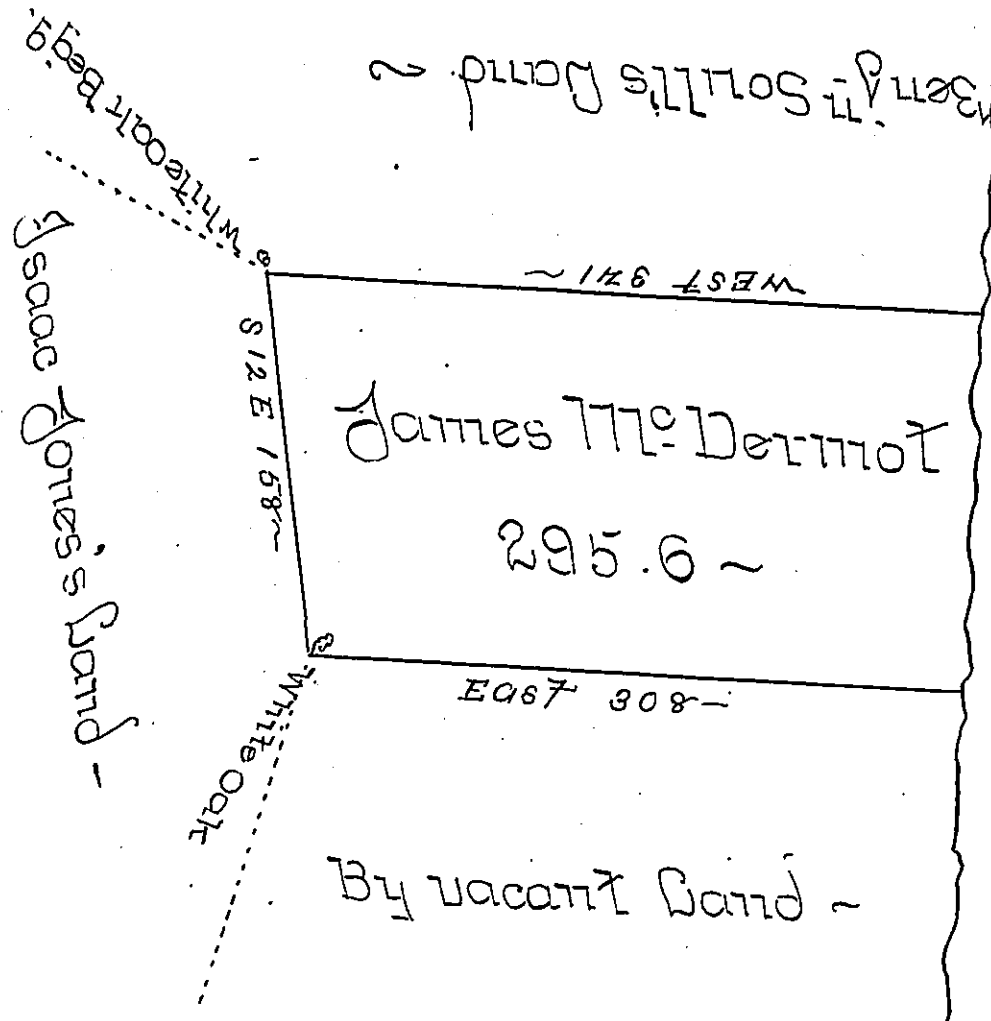 Benj.n Soull's Land ~
White oak Beg.g
WEST 341 ~
Isaac Jones's Land -
S 12 E 158 ~
James Mc. Dermot
295.6 ~
White Oak
East 308 ~
By vacant Land ~